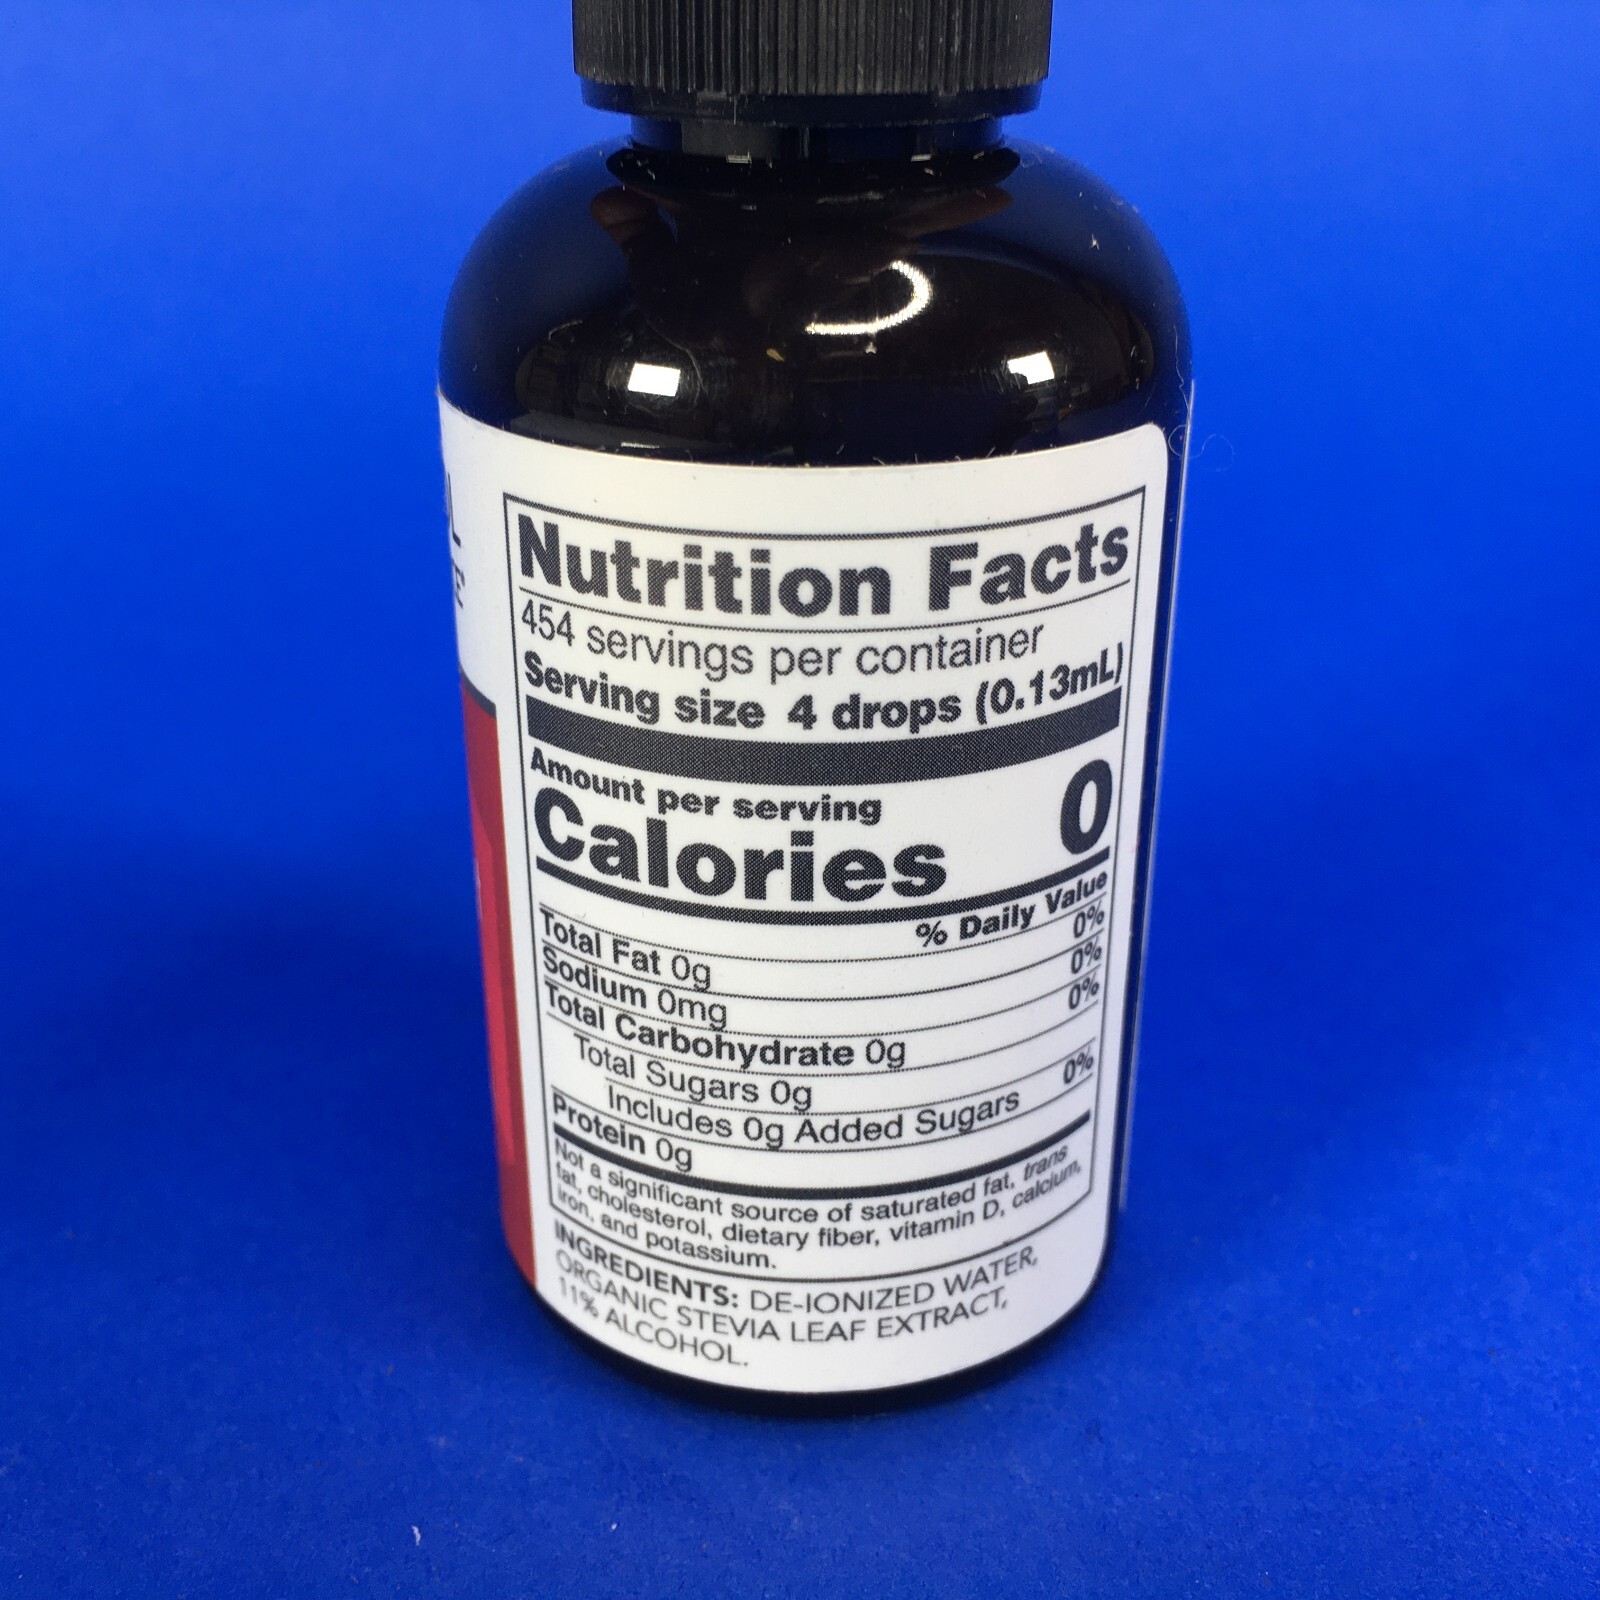 Nutrition Facts
454 servings per container
Serving size 4 drops (0.13mL)
Amount per serving
Calories 0
% Daily Value
Total Fat 0g 0%
Sodium 0mg 0%
Total Carbohydrate 0g 0%
Total Sugars 0g
Includes 0g Added Sugars 0%
Protein 0g
Not a significant source of saturated fat, trans
fat, cholesterol, dietary fiber, vitamin D, calcium,
iron, and potassium.
INGREDIENTS: DE-IONIZED WATER,
ORGANIC STEVIA LEAF EXTRACT,
11% ALCOHOL.